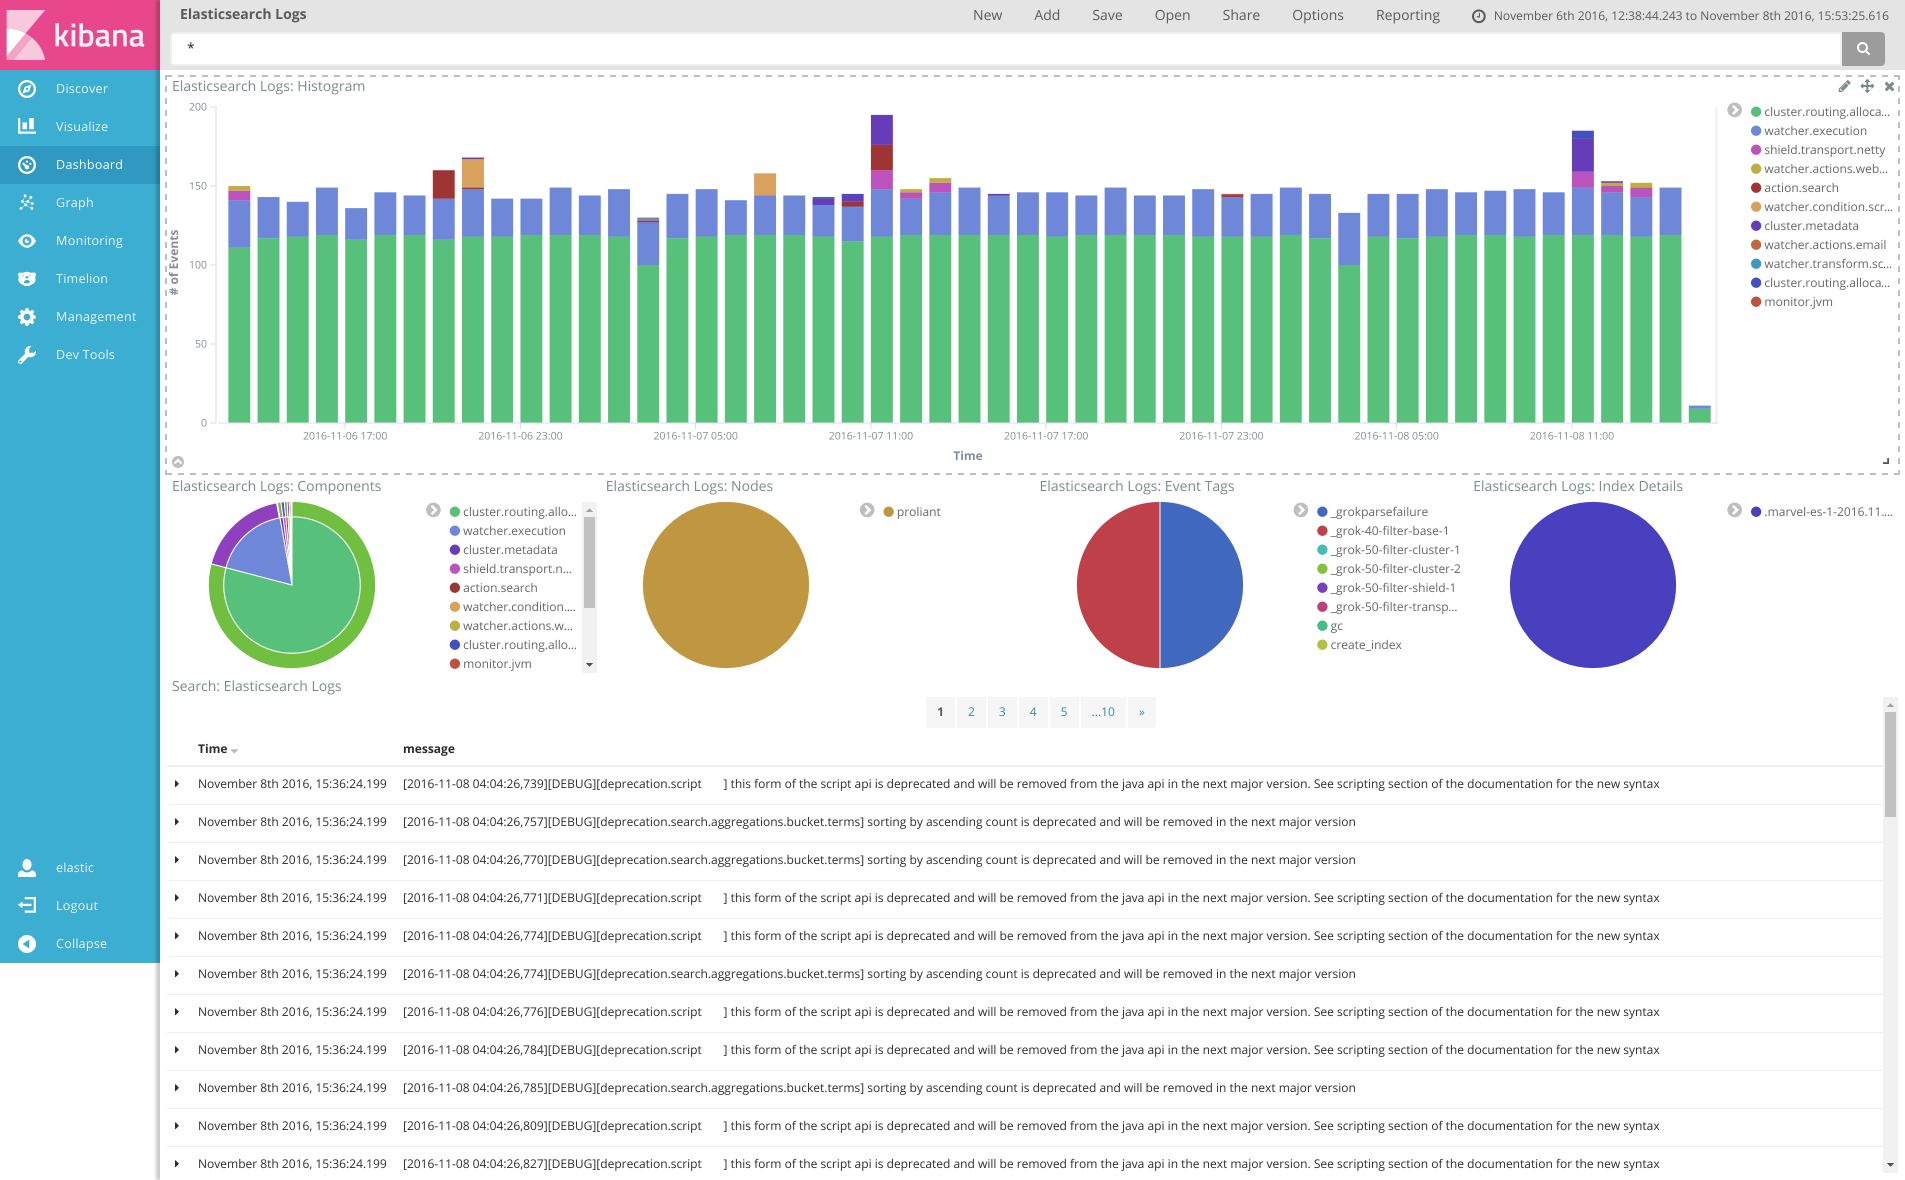 kibana
Discover
Visualize
Dashboard
Graph
Monitoring
Timelion
Management
Dev Tools
elastic
Logout
Collapse
Elasticsearch Logs
New Add Save Open Share Options Reporting November 6th 2016, 12:38:44.243 to November 8th 2016, 15:53:25.616
*
Elasticsearch Logs: Histogram
# of Events
200
150
100
50
0
2016-11-06 17:00 2016-11-06 23:00 2016-11-07 05:00 2016-11-07 11:00 2016-11-07 17:00 2016-11-07 23:00 2016-11-08 05:00 2016-11-08 11:00
Time
cluster.routing.alloca...
watcher.execution
shield.transport.netty
watcher.actions.web...
action.search
watcher.condition.scr...
cluster.metadata
watcher.actions.email
watcher.transform.sc...
cluster.routing.alloca...
monitor.jvm
Elasticsearch Logs: Components
cluster.routing.allo...
watcher.execution
cluster.metadata
shield.transport.n...
action.search
watcher.condition....
watcher.actions.w...
cluster.routing.allo...
monitor.jvm
Elasticsearch Logs: Nodes
proliant
Elasticsearch Logs: Event Tags
_grokparsefailure
_grok-40-filter-base-1
_grok-50-filter-cluster-1
_grok-50-filter-cluster-2
_grok-50-filter-shield-1
_grok-50-filter-transp...
gc
create_index
Elasticsearch Logs: Index Details
.marvel-es-1-2016.11....
Search: Elasticsearch Logs
1 2 3 4 5 ...10 »
Time message
November 8th 2016, 15:36:24.199 [2016-11-08 04:04:26,739][DEBUG][deprecation.script ] this form of the script api is deprecated and will be removed from the java api in the next major version. See scripting section of the documentation for the new syntax
November 8th 2016, 15:36:24.199 [2016-11-08 04:04:26,757][DEBUG][deprecation.search.aggregations.bucket.terms] sorting by ascending count is deprecated and will be removed in the next major version
November 8th 2016, 15:36:24.199 [2016-11-08 04:04:26,770][DEBUG][deprecation.search.aggregations.bucket.terms] sorting by ascending count is deprecated and will be removed in the next major version
November 8th 2016, 15:36:24.199 [2016-11-08 04:04:26,771][DEBUG][deprecation.script ] this form of the script api is deprecated and will be removed from the java api in the next major version. See scripting section of the documentation for the new syntax
November 8th 2016, 15:36:24.199 [2016-11-08 04:04:26,774][DEBUG][deprecation.script ] this form of the script api is deprecated and will be removed from the java api in the next major version. See scripting section of the documentation for the new syntax
November 8th 2016, 15:36:24.199 [2016-11-08 04:04:26,774][DEBUG][deprecation.search.aggregations.bucket.terms] sorting by ascending count is deprecated and will be removed in the next major version
November 8th 2016, 15:36:24.199 [2016-11-08 04:04:26,776][DEBUG][deprecation.script ] this form of the script api is deprecated and will be removed from the java api in the next major version. See scripting section of the documentation for the new syntax
November 8th 2016, 15:36:24.199 [2016-11-08 04:04:26,784][DEBUG][deprecation.script ] this form of the script api is deprecated and will be removed from the java api in the next major version. See scripting section of the documentation for the new syntax
November 8th 2016, 15:36:24.199 [2016-11-08 04:04:26,785][DEBUG][deprecation.search.aggregations.bucket.terms] sorting by ascending count is deprecated and will be removed in the next major version
November 8th 2016, 15:36:24.199 [2016-11-08 04:04:26,809][DEBUG][deprecation.script ] this form of the script api is deprecated and will be removed from the java api in the next major version. See scripting section of the documentation for the new syntax
November 8th 2016, 15:36:24.199 [2016-11-08 04:04:26,827][DEBUG][deprecation.script ] this form of the script api is deprecated and will be removed from the java api in the next major version. See scripting section of the documentation for the new syntax